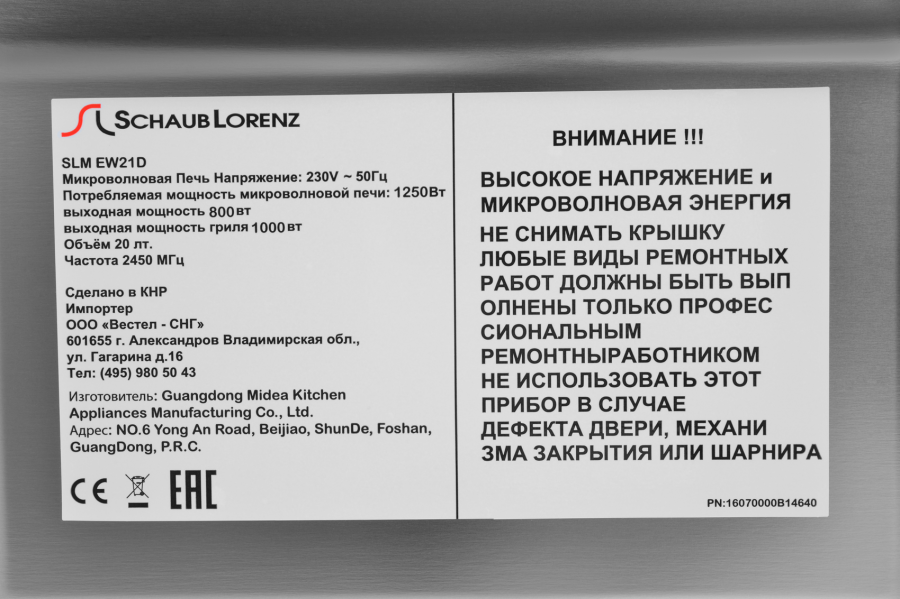 SCHAUB LORENZ
SLM EW21D
Микроволновая Печь Напряжение: 230V ~ 50Гц
Потребляемая мощность микроволновой печи: 1250Вт
выходная мощность 800вт
выходная мощность гриля 1000вт
Объём 20 лт.
Частота 2450 МГц
Сделано в КНР
Импортер
ООО «Вестел - СНГ»
601655 г. Александров Владимирская обл.,
ул. Гагарина д.16
Тел: (495) 980 50 43
Изготовитель: Guangdong Midea Kitchen
Appliances Manufacturing Co., Ltd.
Адрес: NO.6 Yong An Road, Beijiao, ShunDe, Foshan,
GuangDong, P.R.C.
CE EAC
ВНИМАНИЕ !!!
ВЫСОКОЕ НАПРЯЖЕНИЕ и
МИКРОВОЛНОВАЯ ЭНЕРГИЯ
НЕ СНИМАТЬ КРЫШКУ
ЛЮБЫЕ ВИДЫ РЕМОНТНЫХ
РАБОТ ДОЛЖНЫ БЫТЬ ВЫП
ОЛНЕНЫ ТОЛЬКО ПРОФЕС
СИОНАЛЬНЫМ
РЕМОНТНЫРАБОТНИКОМ
НЕ ИСПОЛЬЗОВАТЬ ЭТОТ
ПРИБОР В СЛУЧАЕ
ДЕФЕКТА ДВЕРИ, МЕХАНИ
ЗМА ЗАКРЫТИЯ ИЛИ ШАРНИРА
PN:16070000B14640